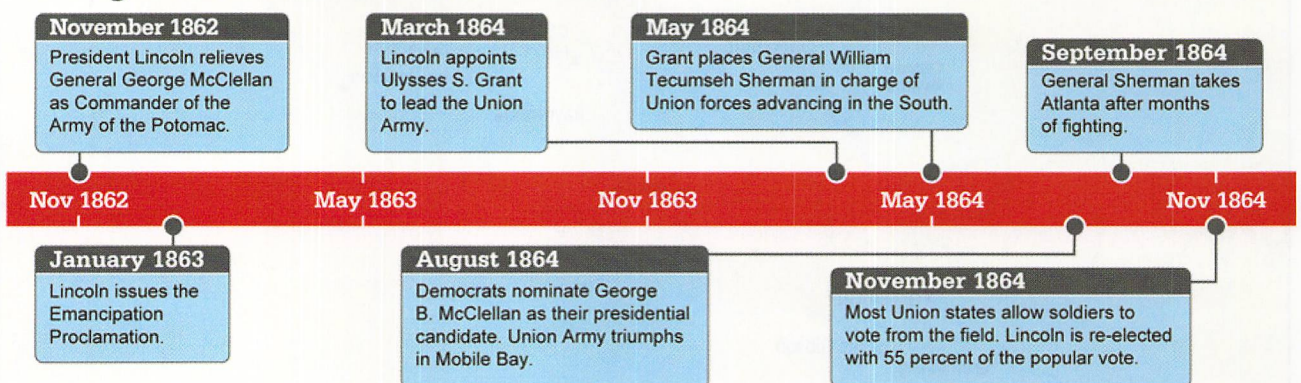 November 1862
President Lincoln relieves
General George McClellan
as Commander of the
Army of the Potomac.
March 1864
Lincoln appoints
Ulysses S. Grant
to lead the Union
Army.
May 1864
Grant places General William
Tecumseh Sherman in charge of
Union forces advancing in the South.
September 1864
General Sherman takes
Atlanta after months
of fighting.
Nov 1862 May 1863 Nov 1863 May 1864 Nov 1864
January 1863
Lincoln issues the
Emancipation
Proclamation.
August 1864
Democrats nominate George
B. McClellan as their presidential
candidate. Union Army triumphs
in Mobile Bay.
November 1864
Most Union states allow soldiers to
vote from the field. Lincoln is re-elected
with 55 percent of the popular vote.